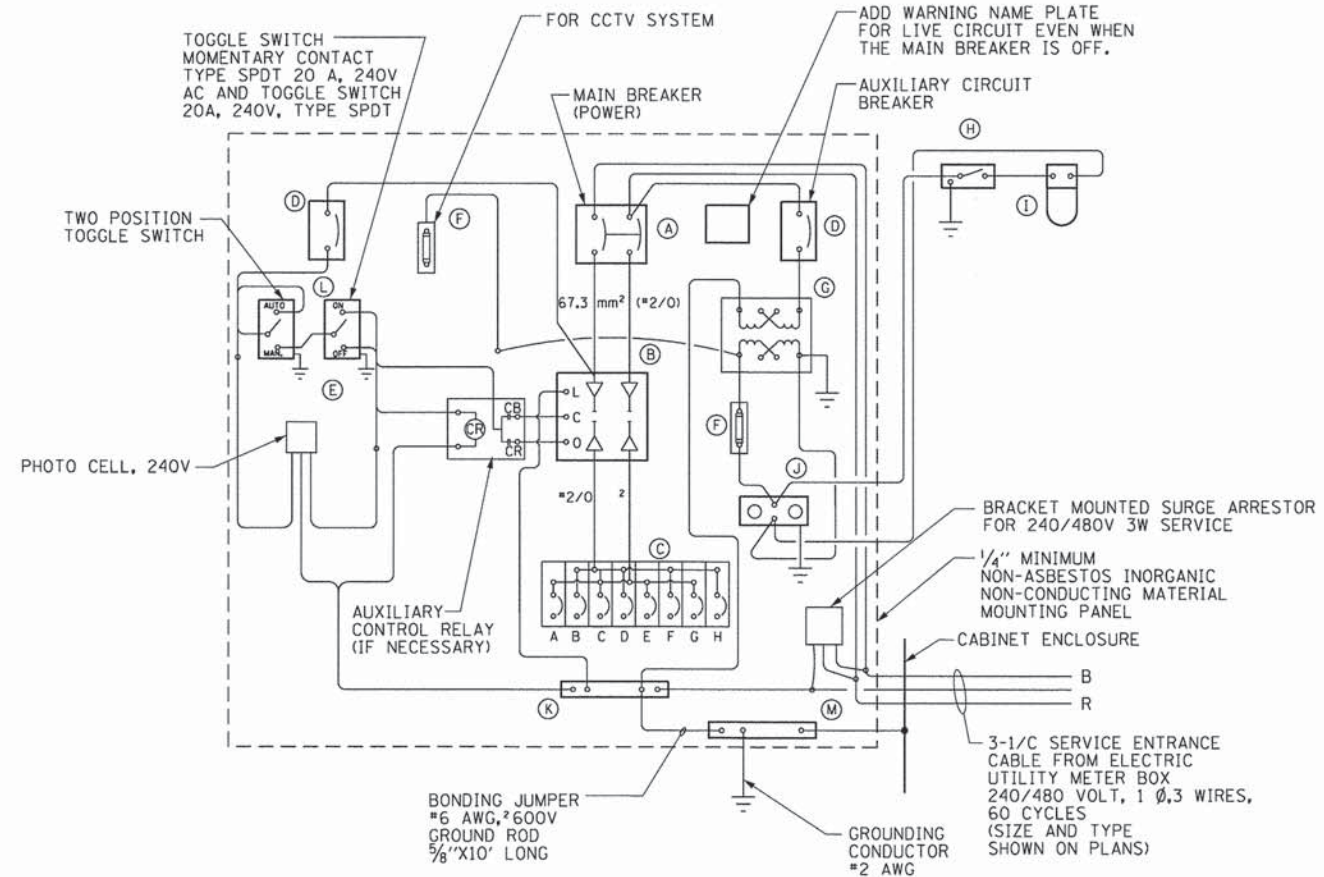 FOR CCTV SYSTEM
ADD WARNING NAME PLATE
FOR LIVE CIRCUIT EVEN WHEN
THE MAIN BREAKER IS OFF.
TOGGLE SWITCH
MOMENTARY CONTACT
TYPE SPDT 20 A, 240V
AC AND TOGGLE SWITCH
20A, 240V, TYPE SPDT
MAIN BREAKER
(POWER)
AUXILIARY CIRCUIT
BREAKER
H
D
F
A
D
I
TWO POSITION
TOGGLE SWITCH
L
G
AUTO
MAN.
ON
OFF
67.3 mm² (#2/0)
B
E
L
C
O
CB
CR
CR
F
PHOTO CELL, 240V
#2/0
2
J
BRACKET MOUNTED SURGE ARRESTOR
FOR 240/480V 3W SERVICE
C
1/4" MINIMUM
NON-ASBESTOS INORGANIC
NON-CONDUCTING MATERIAL
MOUNTING PANEL
AUXILIARY
CONTROL RELAY
(IF NECESSARY)
A B C D E F G H
CABINET ENCLOSURE
K
M
B
R
3-1/C SERVICE ENTRANCE
CABLE FROM ELECTRIC
UTILITY METER BOX
240/480 VOLT, 1 Ø,3 WIRES,
60 CYCLES
(SIZE AND TYPE
SHOWN ON PLANS)
BONDING JUMPER
#6 AWG,²600V
GROUND ROD
5/8"X10' LONG
GROUNDING
CONDUCTOR
#2 AWG